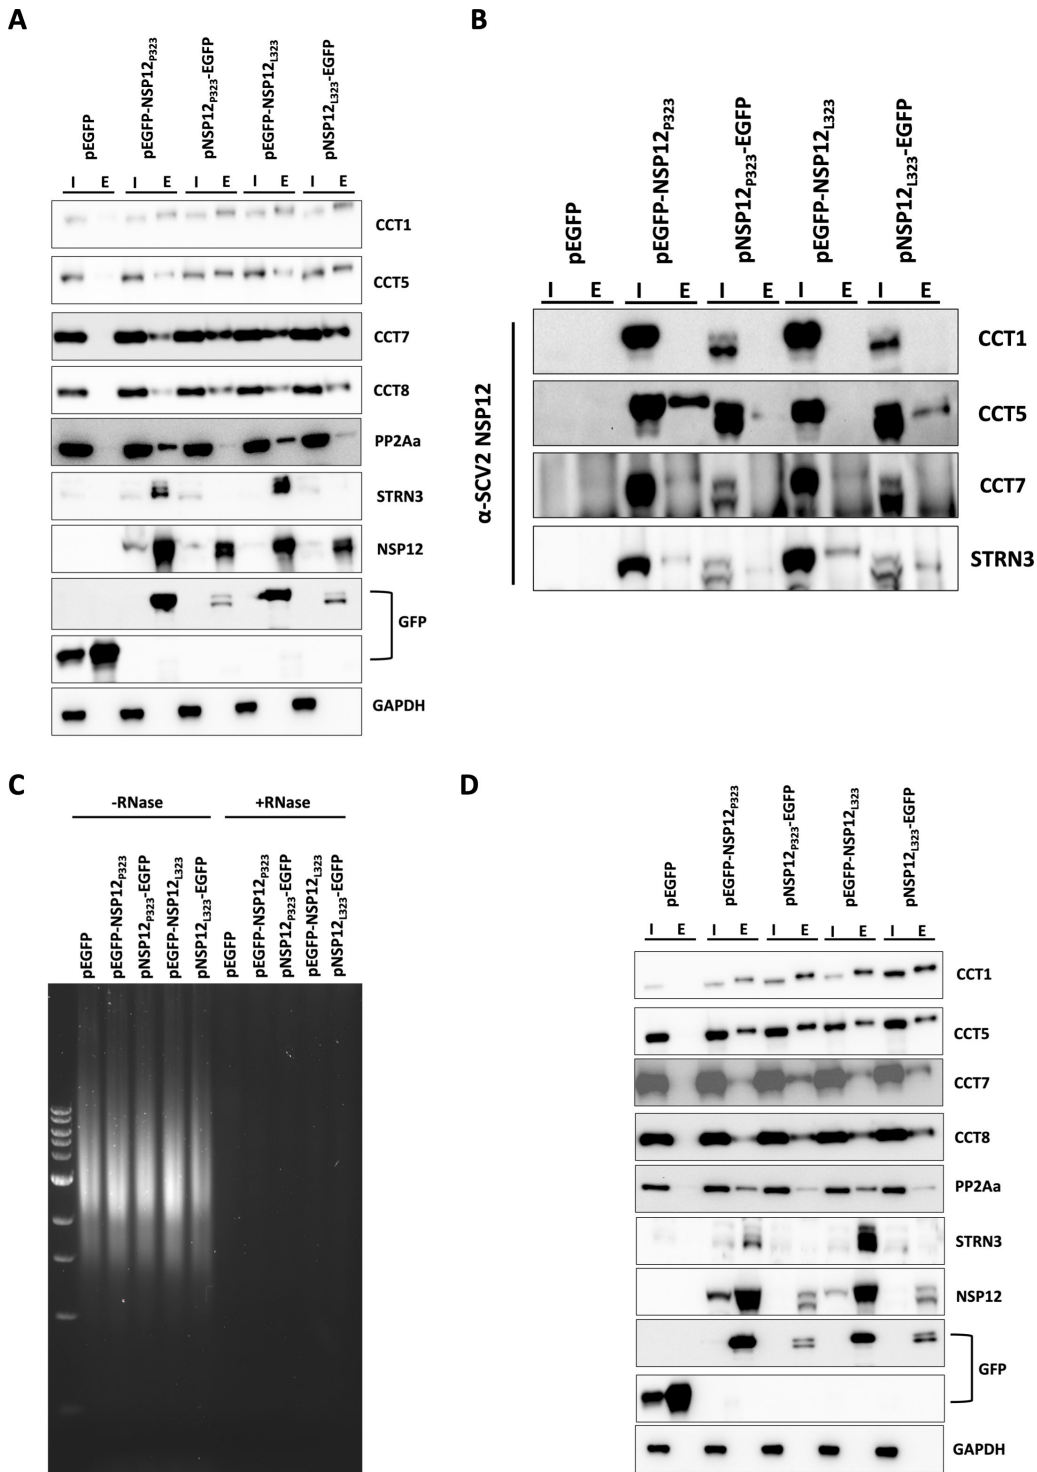 A
pEGFP
pEGFP-NSP12P323
pNSP12P323-EGFP
pEGFP-NSP12L323
pNSP12L323-EGFP
I E I E I E I E I E
CCT1
CCT5
CCT7
CCT8
PP2Aa
STRN3
NSP12
GFP
GAPDH
B
pEGFP
pEGFP-NSP12P323
pNSP12P323-EGFP
pEGFP-NSP12L323
pNSP12L323-EGFP
I E I E I E I E I E
α-SCV2 NSP12
CCT1
CCT5
CCT7
STRN3
C
-RNase +RNase
pEGFP
pEGFP-NSP12P323
pNSP12P323-EGFP
pEGFP-NSP12L323
pNSP12L323-EGFP
pEGFP
pEGFP-NSP12P323
pNSP12P323-EGFP
pEGFP-NSP12L323
pNSP12L323-EGFP
D
pEGFP
pEGFP-NSP12P323
pNSP12P323-EGFP
pEGFP-NSP12L323
pNSP12L323-EGFP
I E I E I E I E I E
CCT1
CCT5
CCT7
CCT8
PP2Aa
STRN3
NSP12
GFP
GAPDH